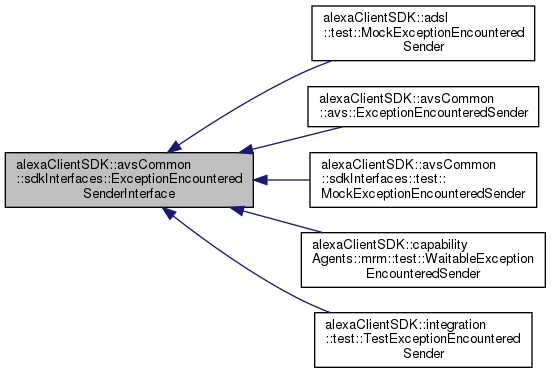 alexaClientSDK::adsl
::test::MockExceptionEncountered
Sender
alexaClientSDK::avsCommon
::avs::ExceptionEncounteredSender
alexaClientSDK::avsCommon
::sdkInterfaces::ExceptionEncountered
SenderInterface
alexaClientSDK::avsCommon
::sdkInterfaces::test::
MockExceptionEncounteredSender
alexaClientSDK::capability
Agents::mrm::test::WaitableException
EncounteredSender
alexaClientSDK::integration
::test::TestExceptionEncountered
Sender